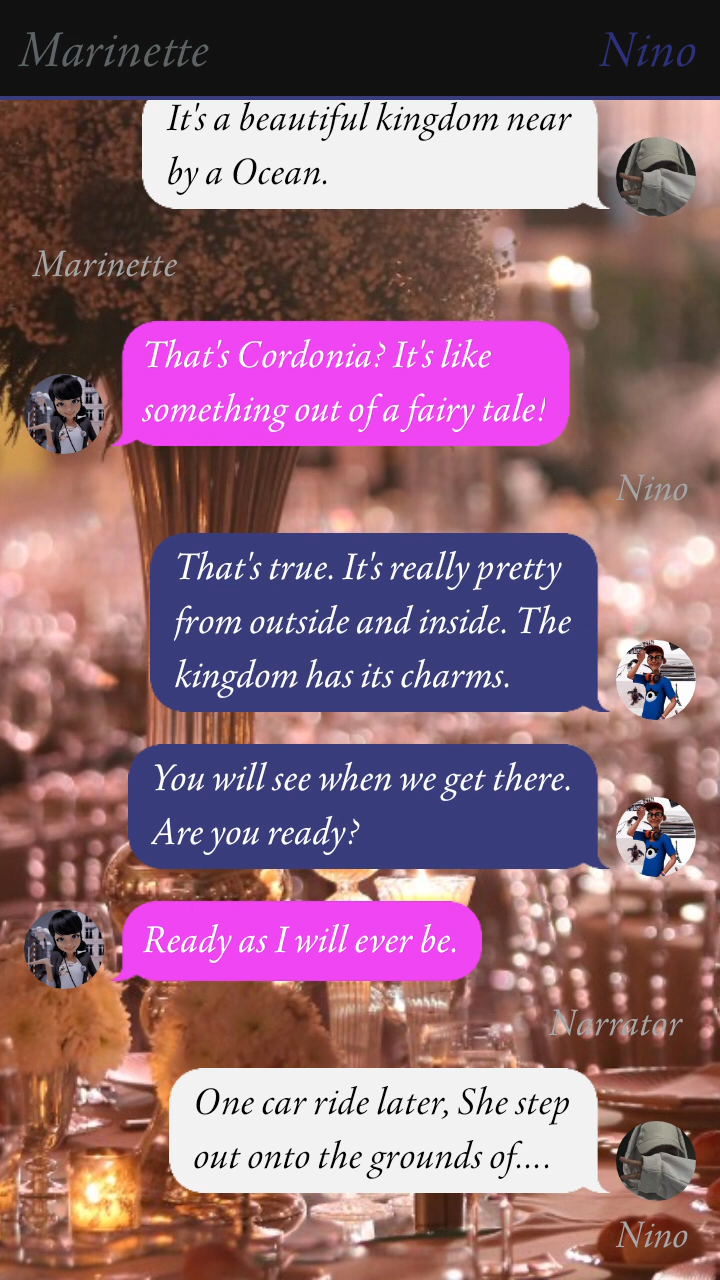 Marinette
Nino
It's a beautiful kingdom near
by a Ocean.
Marinette
That's Cordonia? It's like
something out of a fairy tale!
Nino
That's true. It's really pretty
from outside and inside. The
kingdom has its charms.
You will see when we get there.
Are you ready?
Ready as I will ever be.
Narrator
One car ride later, She step
out onto the grounds of....
Nino